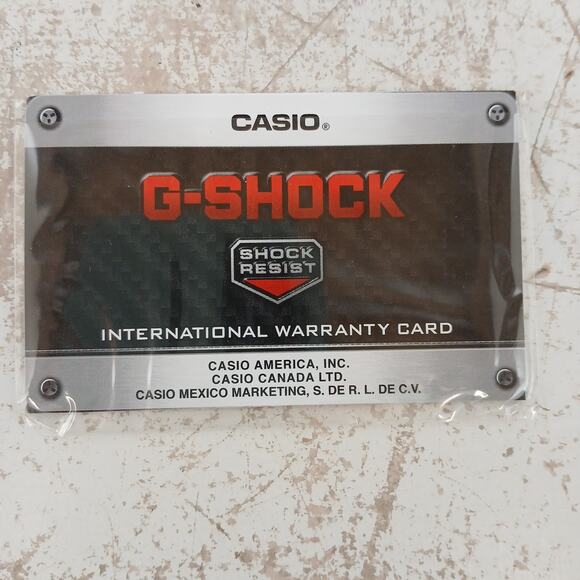 CASIO®
G-SHOCK
SHOCK
RESIST
INTERNATIONAL WARRANTY CARD
CASIO AMERICA, INC.
CASIO CANADA LTD.
CASIO MEXICO MARKETING, S. DE R. L. DE C.V.